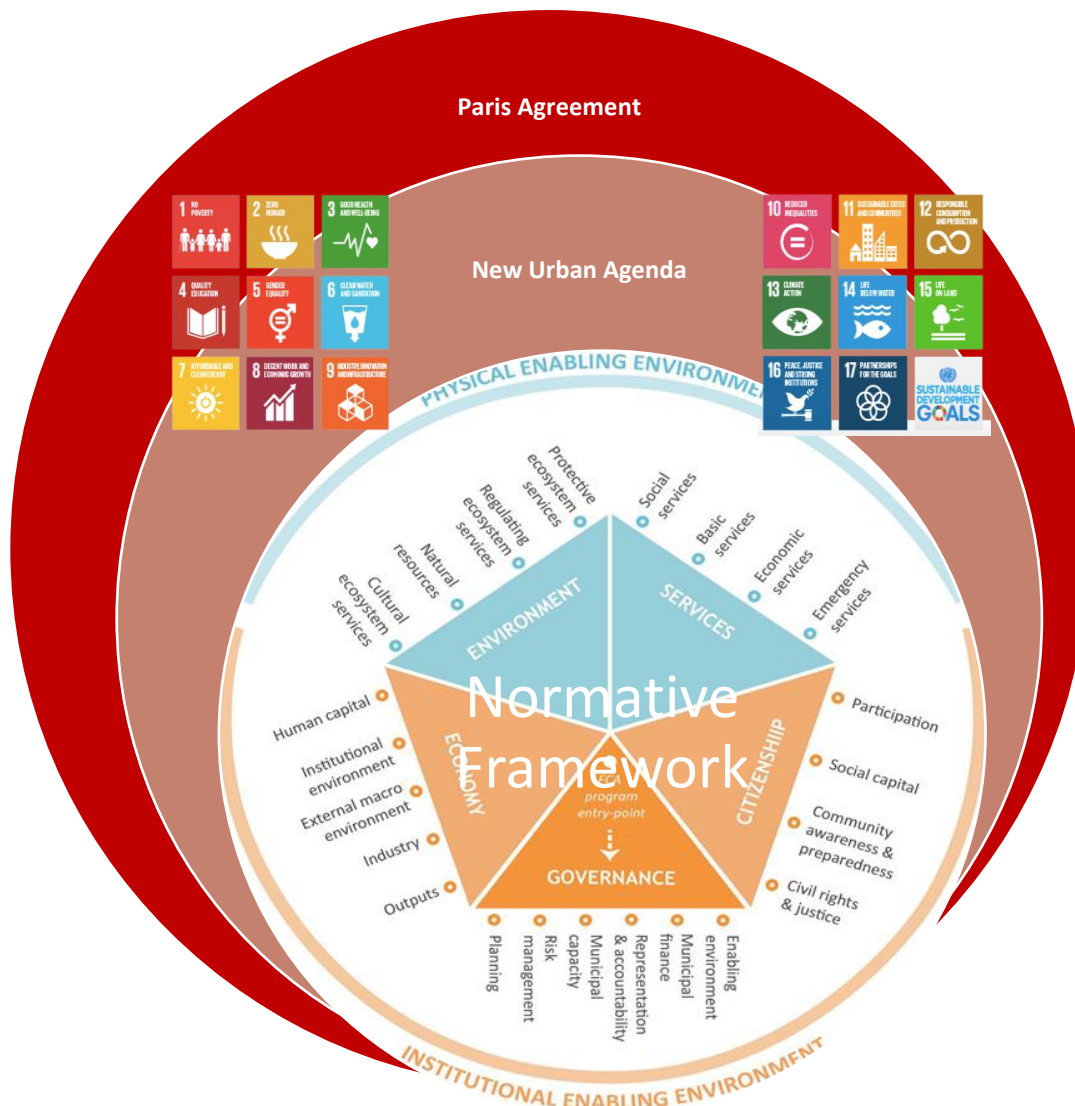 Paris Agreement
New Urban Agenda
1 NO
POVERTY
2 ZERO
HUNGER
3 GOOD HEALTH
AND WELL-BEING
4 QUALITY
EDUCATION
5 GENDER
EQUALITY
6 CLEAN WATER
AND SANITATION
7 AFFORDABLE AND
CLEAN ENERGY
8 DECENT WORK AND
ECONOMIC GROWTH
9 INDUSTRY, INNOVATION
AND INFRASTRUCTURE
10 REDUCED
INEQUALITIES
11 SUSTAINABLE CITIES
AND COMMUNITIES
12 RESPONSIBLE
CONSUMPTION
AND PRODUCTION
13 CLIMATE
ACTION
14 LIFE
BELOW WATER
15 LIFE
ON LAND
16 PEACE, JUSTICE
AND STRONG
INSTITUTIONS
17 PARTNERSHIPS
FOR THE GOALS
SUSTAINABLE
DEVELOPMENT
GOALS
PHYSICAL ENABLING ENVIRONMEN
Cultural
ecosystem
services
Natural
resources
Regulating
ecosystem
services
Protective
ecosystem
services
Social
services
Basic
services
Economic
services
Emergency
services
ENVIRONMENT
SERVICES
Normative
Framework
ECONOMY
CITIZENSHIIP
CA
program
entry-point
GOVERNANCE
Human capital
Institutional
environment
External macro
environment
Industry
Outputs
Participation
Social capital
Community
awareness &
preparedness
Civil rights
& justice
Planning
Risk
management
Municipal
capacity
Representation
& accountability
Municipal
finance
Enabling
environment
INSTITUTIONAL ENABLING ENVIRONMENT